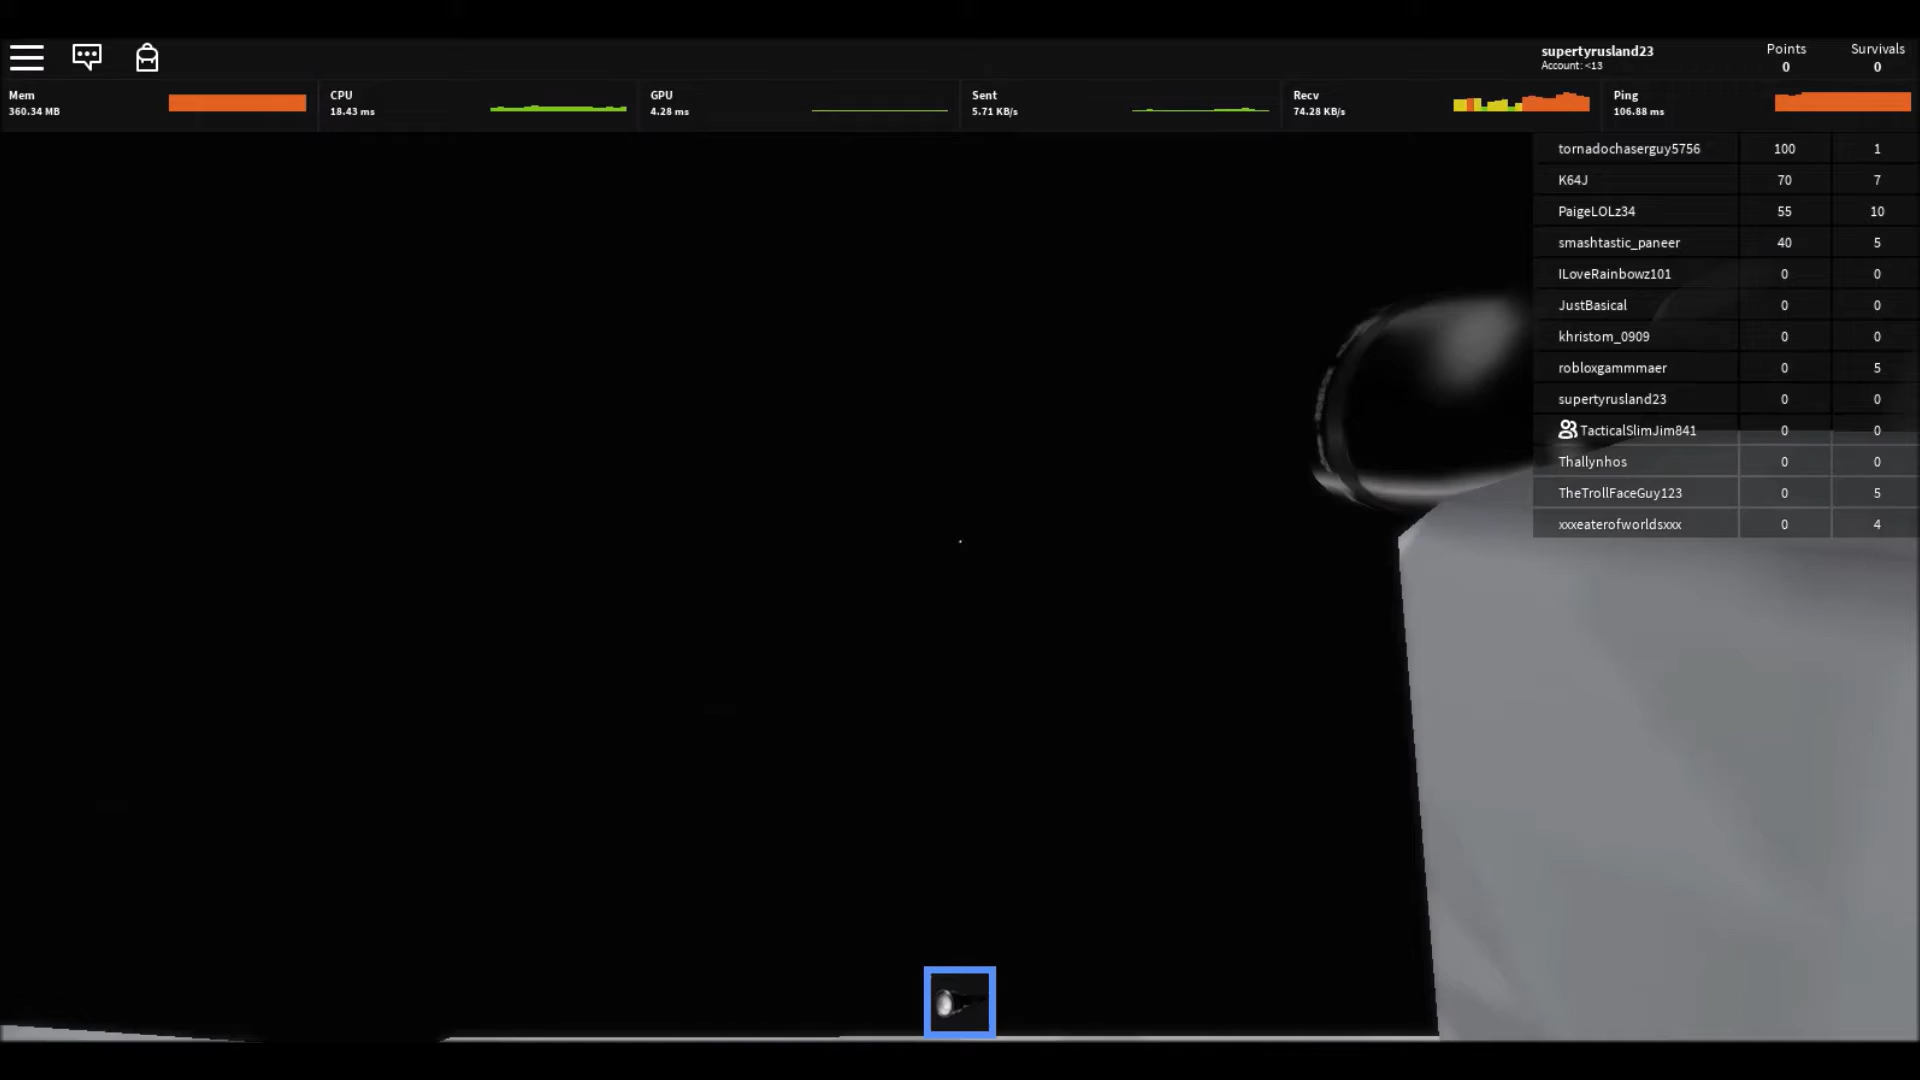 supertyrusland23
Account: <13
Points
0
Survivals
0
Mem
360.34 MB
CPU
18.43 ms
GPU
4.28 ms
Sent
5.71 KB/s
Recv
74.28 KB/s
Ping
106.88 ms
tornadochaserguy5756 100 1
K64J 70 7
PaigeLOLz34 55 10
smashtastic_paneer 40 5
ILoveRainbowz101 0 0
JustBasical 0 0
khristom_0909 0 0
robloxgammmaer 0 5
supertyrusland23 0 0
TacticalSlimJim841 0 0
Thallynhos 0 0
TheTrollFaceGuy123 0 5
xxxeaterofworldsxxx 0 4